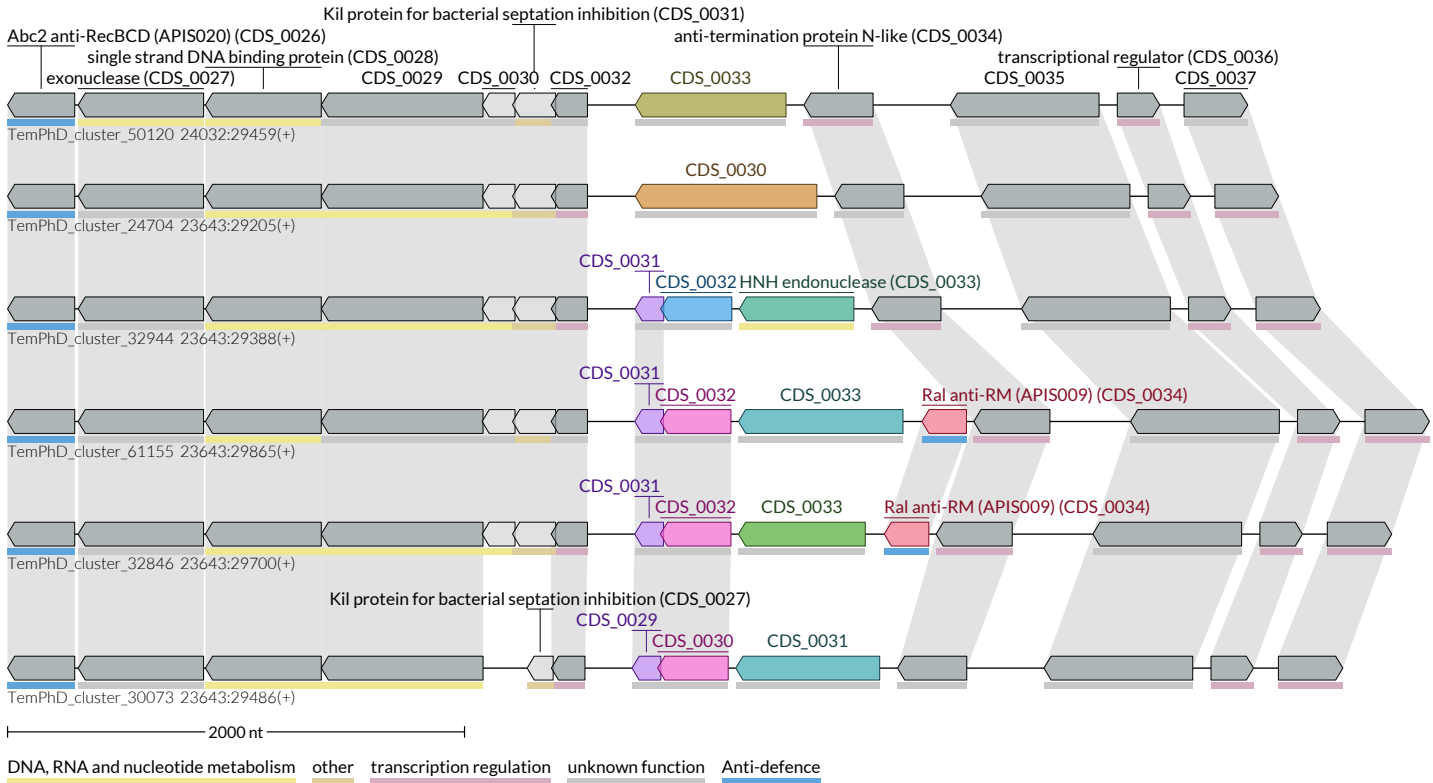 Kil protein for bacterial septation inhibition (CDS_0031)
Abc2 anti-RecBCD (APIS020) (CDS_0026)
anti-termination protein N-like (CDS_0034)
single strand DNA binding protein (CDS_0028)
transcriptional regulator (CDS_0036)
exonuclease (CDS_0027)
CDS_0029
CDS_0030
CDS_0032
CDS_0033
CDS_0035
CDS_0037
TemPhD_cluster_50120 24032:29459(+)
CDS_0030
TemPhD_cluster_24704 23643:29205(+)
CDS_0031
CDS_0032
HNH endonuclease (CDS_0033)
TemPhD_cluster_32944 23643:29388(+)
CDS_0031
CDS_0032
CDS_0033
Ral anti-RM (APIS009) (CDS_0034)
TemPhD_cluster_61155 23643:29865(+)
CDS_0031
CDS_0032
CDS_0033
Ral anti-RM (APIS009) (CDS_0034)
TemPhD_cluster_32846 23643:29700(+)
Kil protein for bacterial septation inhibition (CDS_0027)
CDS_0029
CDS_0030
CDS_0031
TemPhD_cluster_30073 23643:29486(+)
2000 nt
DNA, RNA and nucleotide metabolism
other
transcription regulation
unknown function
Anti-defence